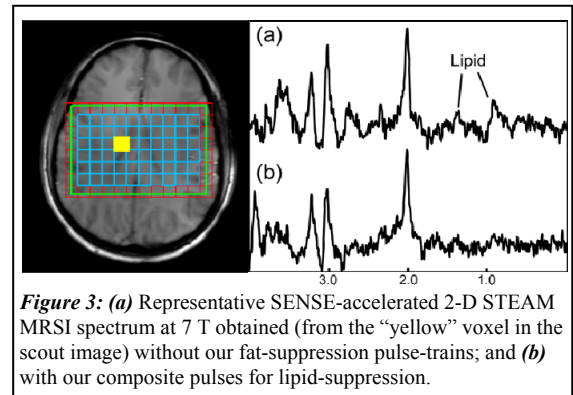 (a)
Lipid
(b)
3.0 2.0 1.0
Figure 3: (a) Representative SENSE-accelerated 2-D STEAM
MRSI spectrum at 7 T obtained (from the “yellow” voxel in the
scout image) without our fat-suppression pulse-trains; and (b)
with our composite pulses for lipid-suppression.